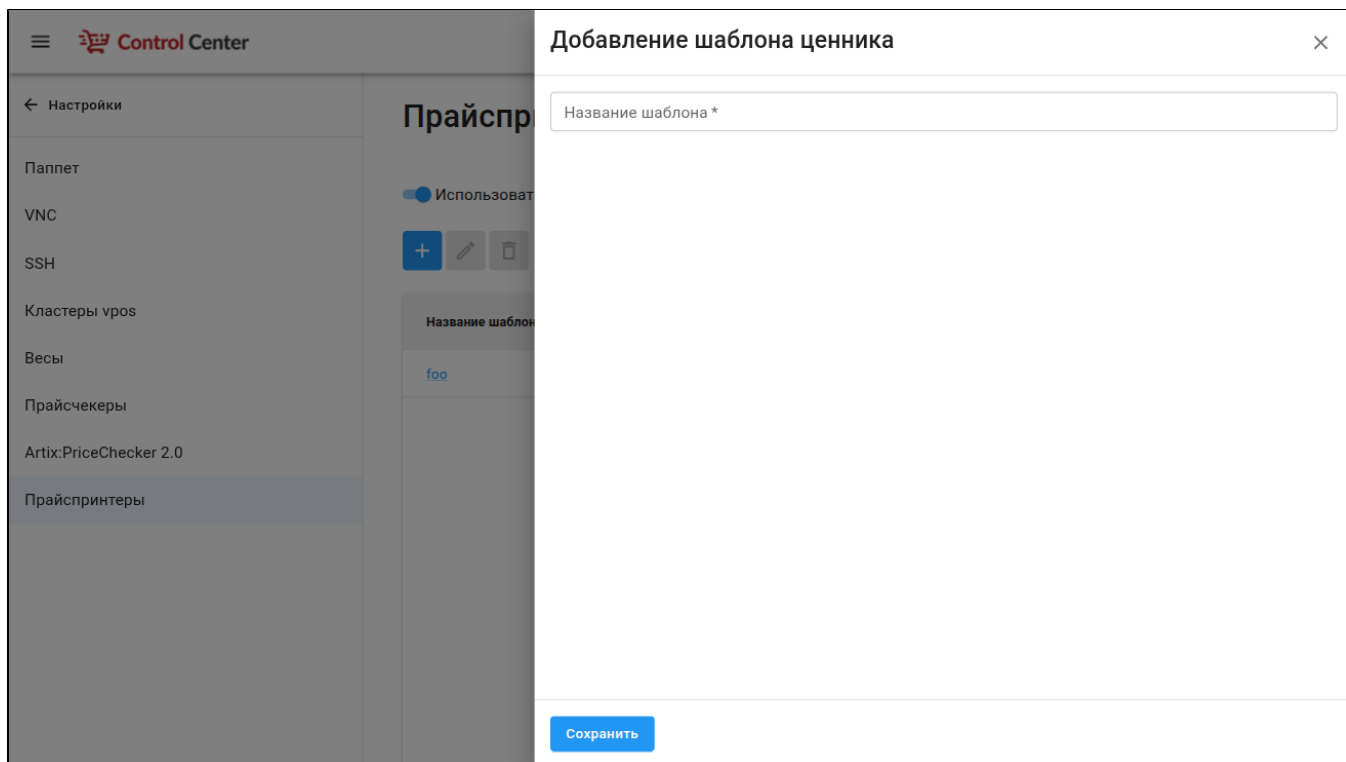 Control Center
Добавление шаблона ценника
Настройки
Прайспр
Название шаблона *
Паппет
VNC
SSH
Кластеры vpos
Весы
Прайсчекеры
Artix:PriceChecker 2.0
Прайспринтеры
Использоват
Название шаблон
foo
Сохранить